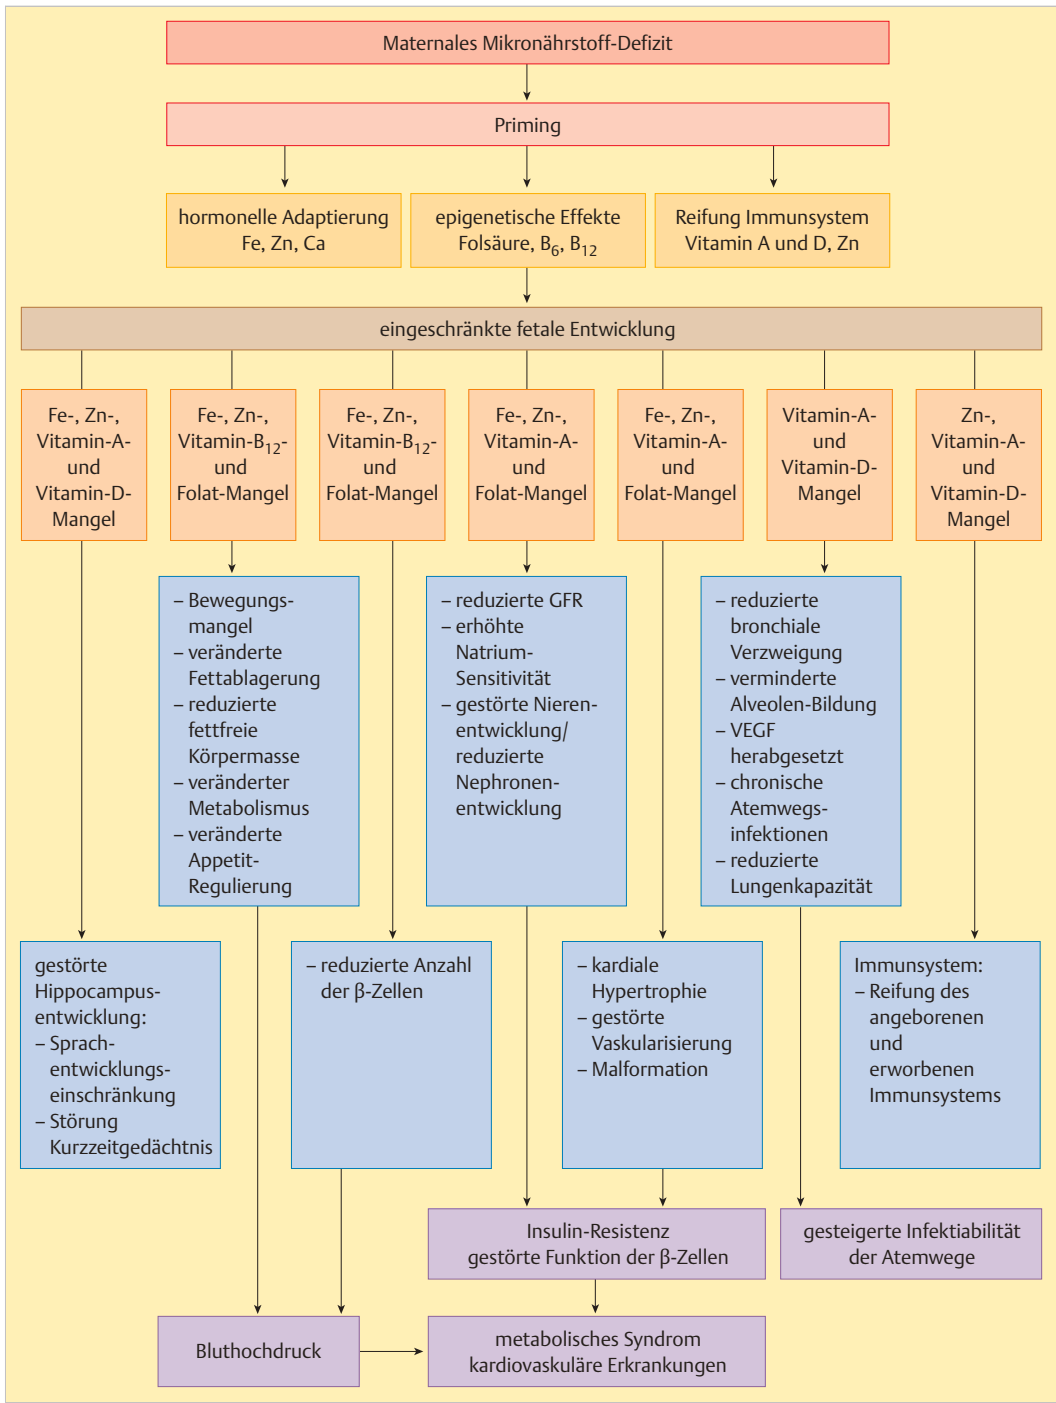 Maternales Mikronährstoff-Defizit
Priming
hormonelle Adaptierung
Fe, Zn, Ca
epigenetische Effekte
Folsäure, B6, B12
Reifung Immunsystem
Vitamin A und D, Zn
eingeschränkte fetale Entwicklung
Fe-, Zn-,
Vitamin-A-
und
Vitamin-D-
Mangel
Fe-, Zn-,
Vitamin-B12-
und
Folat-Mangel
Fe-, Zn-,
Vitamin-B12-
und
Folat-Mangel
Fe-, Zn-,
Vitamin-A-
und
Folat-Mangel
Fe-, Zn-,
Vitamin-A-
und
Folat-Mangel
Vitamin-A-
und
Vitamin-D-
Mangel
Zn-,
Vitamin-A-
und
Vitamin-D-
Mangel
– Bewegungs-
mangel
– veränderte
Fettablagerung
– reduzierte
fettfreie
Körpermasse
– veränderter
Metabolismus
– veränderte
Appetit-
Regulierung
– reduzierte GFR
– erhöhte
Natrium-
Sensitivität
– gestörte Nieren-
entwicklung/
reduzierte
Nephronen-
entwicklung
– reduzierte
bronchiale
Verzweigung
– verminderte
Alveolen-Bildung
– VEGF
herabgesetzt
– chronische
Atemwegs-
infektionen
– reduzierte
Lungenkapazität
gestörte
Hippocampus-
entwicklung:
– Sprach-
entwicklungs-
einschränkung
– Störung
Kurzzeitgedächtnis
– reduzierte Anzahl
der β-Zellen
– kardiale
Hypertrophie
– gestörte
Vaskularisierung
– Malformation
Immunsystem:
– Reifung des
angeborenen
und
erworbenen
Immunsystems
Insulin-Resistenz
gestörte Funktion der β-Zellen
gesteigerte Infektiabilität
der Atemwege
Bluthochdruck
metabolisches Syndrom
kardiovaskuläre Erkrankungen